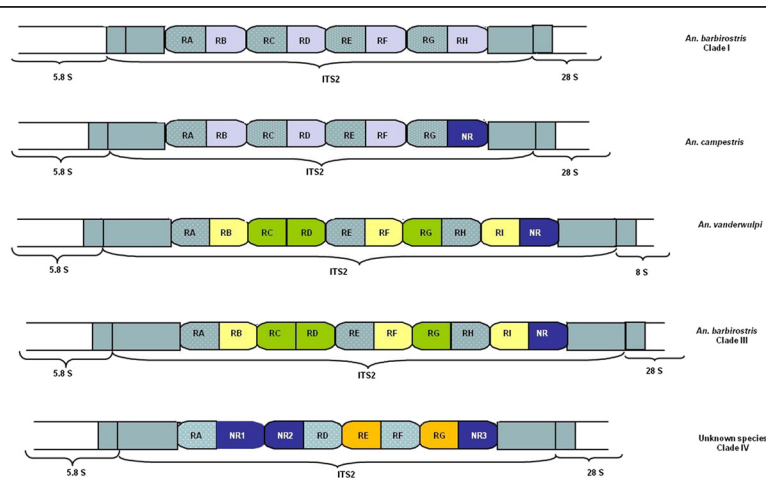 RA RB RC RD RE RF RG RH
An. barbirostris
Clade I
5.8 S ITS2 28 S
RA RB RC RD RE RF RG NR
An. campestris
5.8 S ITS2 28 S
RA RB RC RD RE RF RG RH RI NR
An. vanderwulpi
5.8 S ITS2 8 S
RA RB RC RD RE RF RG RH RI NR
An. barbirostris
Clade III
5.8 S ITS2 28 S
RA NR1 NR2 RD RE RF RG NR3
Unknown species
Clade IV
5.8 S ITS2 28 S